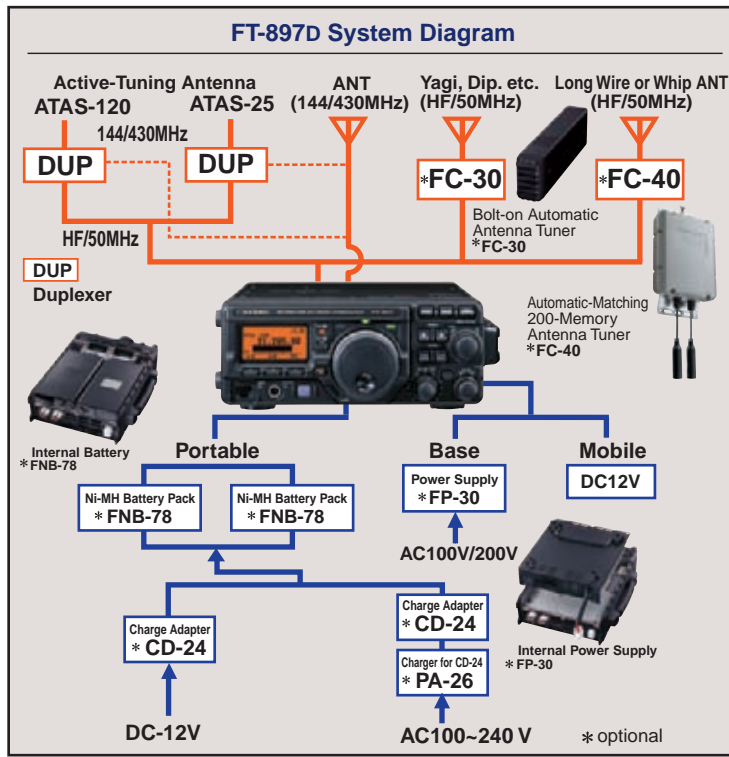 FT-897D System Diagram
Active-Tuning Antenna
ATAS-120
ATAS-25
ANT
(144/430MHz)
Yagi, Dip. etc.
(HF/50MHz)
Long Wire or Whip ANT
(HF/50MHz)
144/430MHz
DUP
DUP
*FC-30
*FC-40
HF/50MHz
Bolt-on Automatic
Antenna Tuner
*FC-30
DUP
Duplexer
Automatic-Matching
200-Memory
Antenna Tuner
*FC-40
Internal Battery
*FNB-78
Portable
Base
Mobile
Ni-MH Battery Pack
*FNB-78
Ni-MH Battery Pack
*FNB-78
Power Supply
*FP-30
DC12V
AC100V/200V
Charge Adapter
*CD-24
Charge Adapter
*CD-24
Charger for CD-24
*PA-26
Internal Power Supply
*FP-30
DC-12V
AC100~240 V
*optional